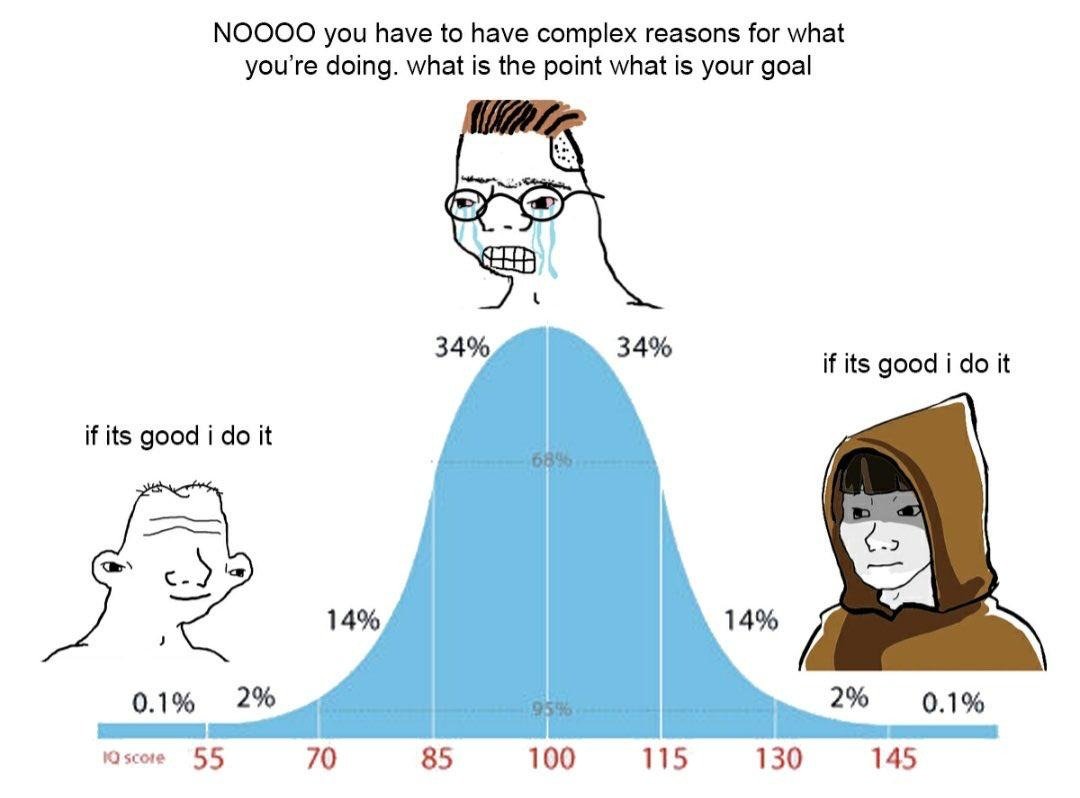 NOOOO you have to have complex reasons for what
you're doing. what is the point what is your goal
34%
34%
if its good i do it
if its good i do it
68%
14%
14%
0.1%
2%
95%
2%
0.1%
IQ score 55 70 85 100 115 130 145